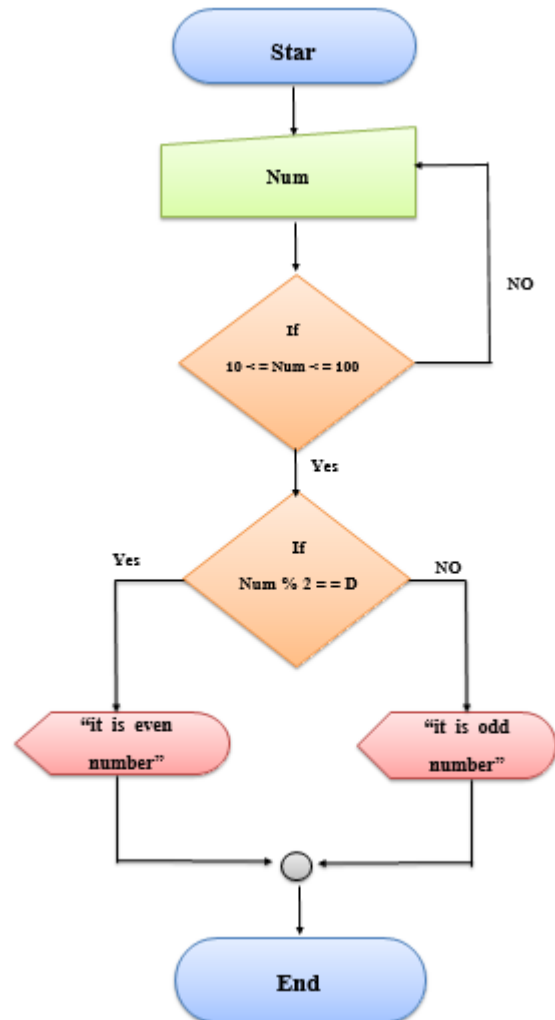 Star
Num
NO
If
10 < = Num < = 100
Yes
If
Num % 2 = = D
Yes
NO
“it is even
number”
“it is odd
number”
End